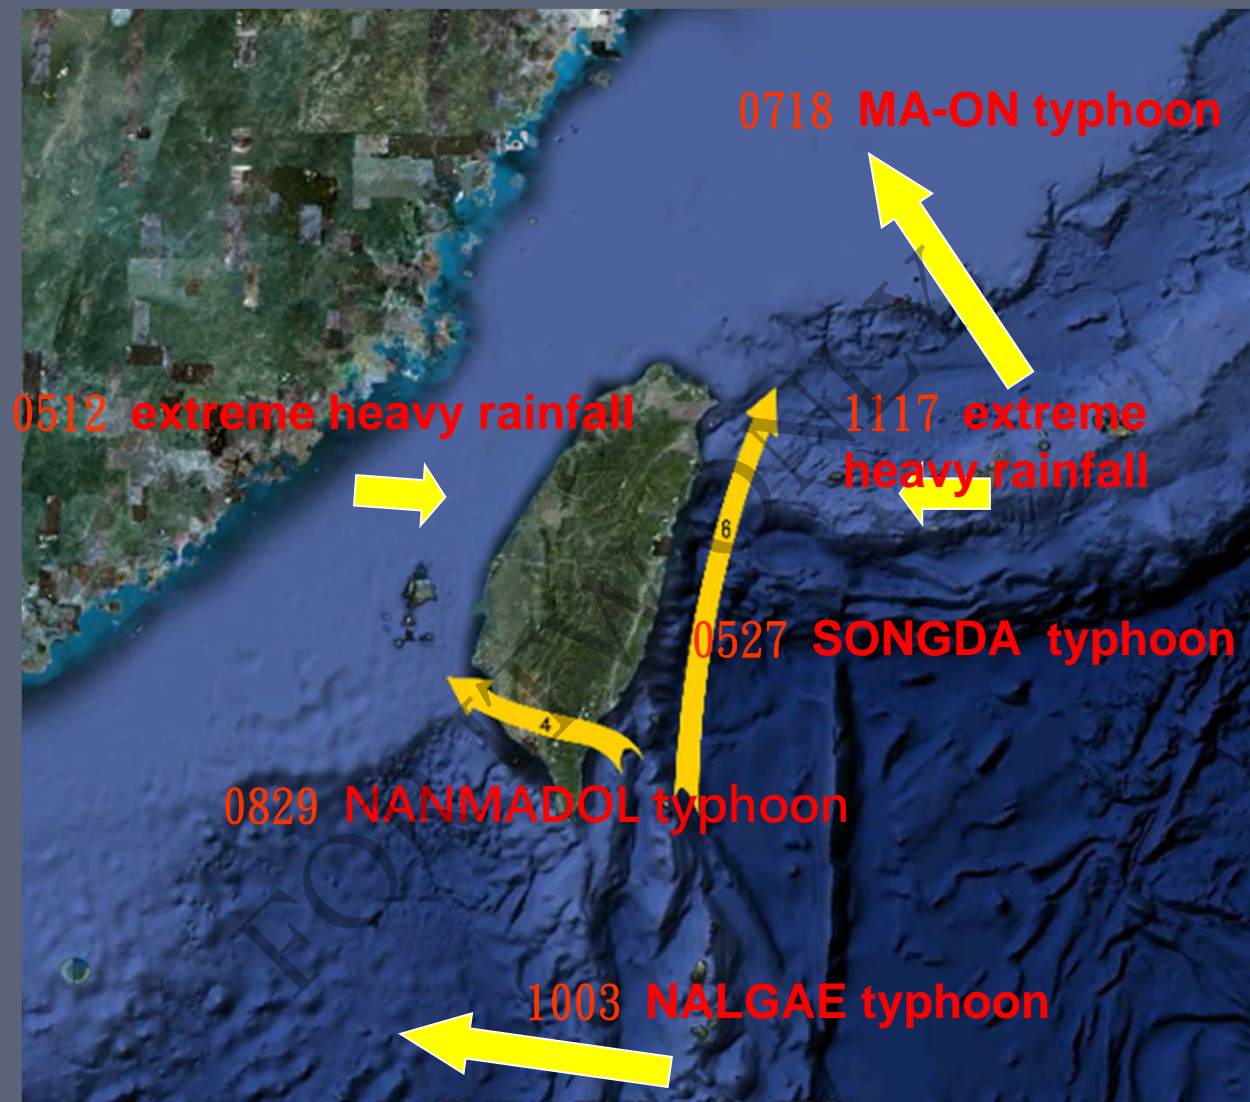 0718 MA-ON typhoon
0512 extreme heavy rainfall
1117 extreme
heavy rainfall
6
0527 SONGDA typhoon
4
0829 NANMADOL typhoon
1003 NALGAE typhoon